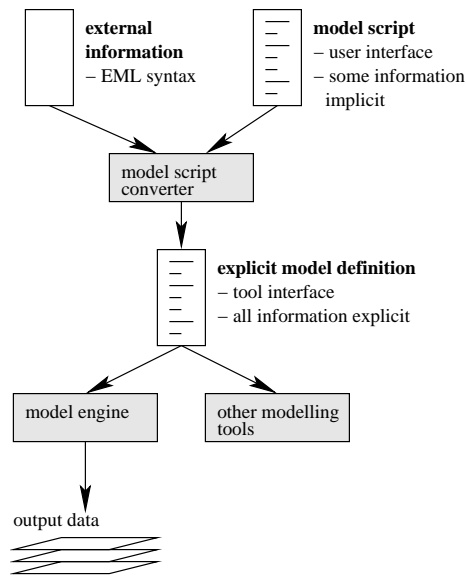 external
information
– EML syntax
model script
– user interface
– some information
implicit
model script
converter
explicit model definition
– tool interface
– all information explicit
model engine
other modelling
tools
output data